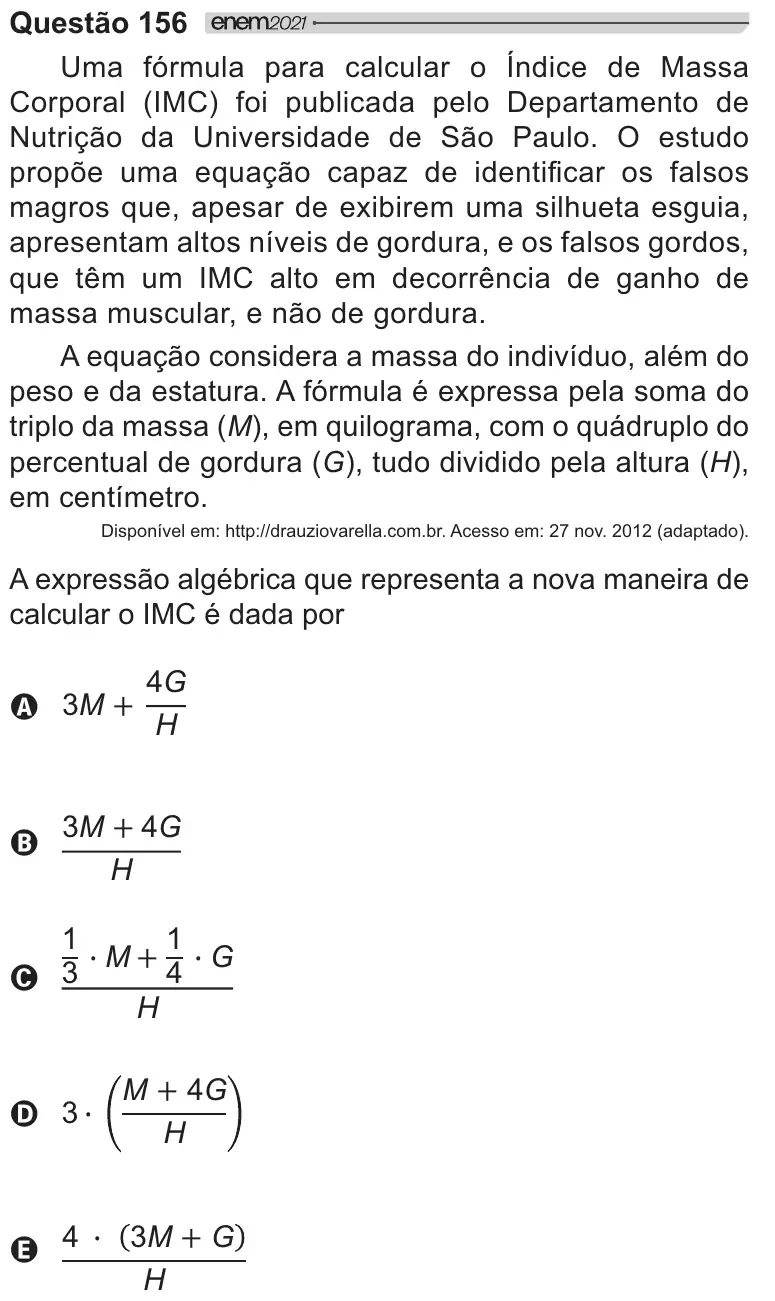 Questão 156 enem2021
Uma fórmula para calcular o Índice de Massa
Corporal (IMC) foi publicada pelo Departamento de
Nutrição da Universidade de São Paulo. O estudo
propõe uma equação capaz de identificar os falsos
magros que, apesar de exibirem uma silhueta esguia,
apresentam altos níveis de gordura, e os falsos gordos,
que têm um IMC alto em decorrência de ganho de
massa muscular, e não de gordura.
A equação considera a massa do indivíduo, além do
peso e da estatura. A fórmula é expressa pela soma do
triplo da massa (M), em quilograma, com o quádruplo do
percentual de gordura (G), tudo dividido pela altura (H),
em centímetro.
Disponível em: http://drauziovarella.com.br. Acesso em: 27 nov. 2012 (adaptado).
A expressão algébrica que representa a nova maneira de
calcular o IMC é dada por
A 3M + 4G/H
B (3M + 4G)/H
C (1/3 · M + 1/4 · G)/H
D 3 · ((M + 4G)/H)
E (4 · (3M + G))/H